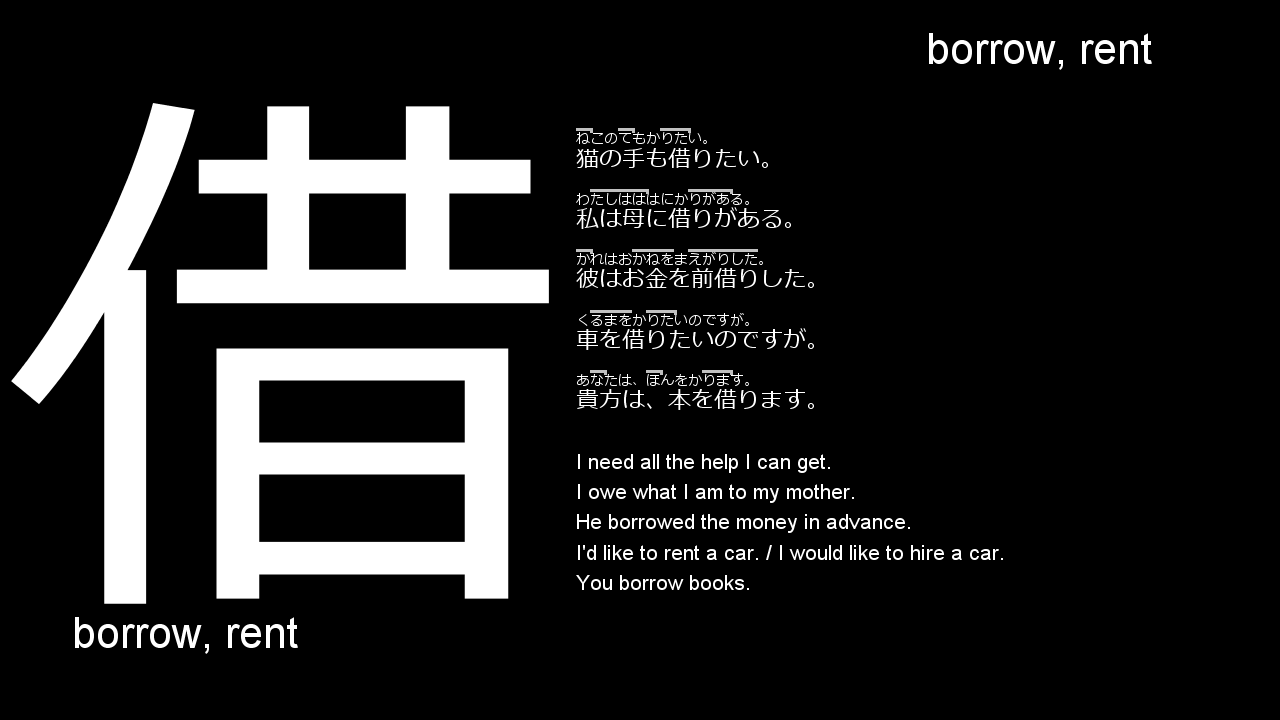 borrow, rent
借
ねこのてもかりたい。
猫の手も借りたい。
わたしはははにかりがある。
私は母に借りがある。
かれはおかねをまえがりした。
彼はお金を前借りした。
くるまをかりたいのですが。
車を借りたいのですが。
あなたは、ほんをかります。
貴方は、本を借ります。
I need all the help I can get.
I owe what I am to my mother.
He borrowed the money in advance.
I'd like to rent a car. / I would like to hire a car.
You borrow books.
borrow, rent